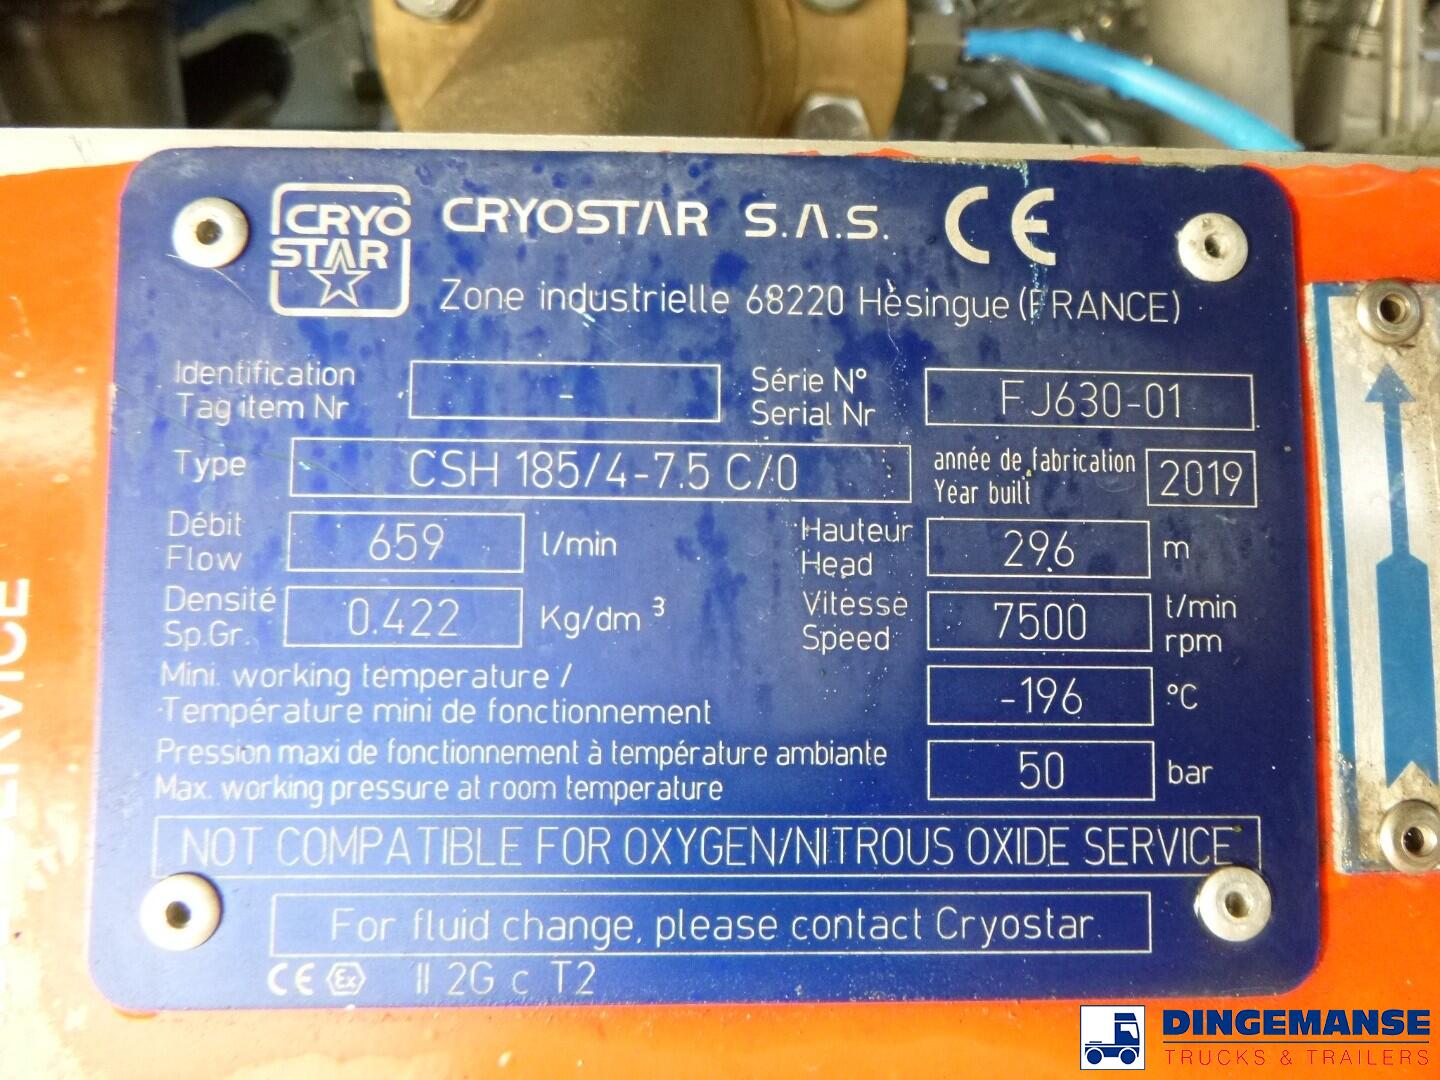 CRYO STAR
CRYOSTAR S.A.S. CE
Zone industrielle 68220 Hésingue (FRANCE)
Identification
Tag item Nr
-
Série N°
Serial Nr
FJ630-01
Type
CSH 185/4-7.5 C/0
année de fabrication
Year built
2019
Débit
Flow
659
l/min
Hauteur
Head
296
m
Densité
Sp.Gr.
0.422
Kg/dm³
Vitesse
Speed
7500
t/min
rpm
Mini. working temperature /
Température mini de fonctionnement
-196
°C
Pression maxi de fonctionnement à température ambiante
Max. working pressure at room temperature
50
bar
NOT COMPATIBLE FOR OXYGEN/NITROUS OXIDE SERVICE
For fluid change, please contact Cryostar.
CE Ex II 2G c T2
SERVICE
DINGEMANSE
TRUCKS & TRAILERS